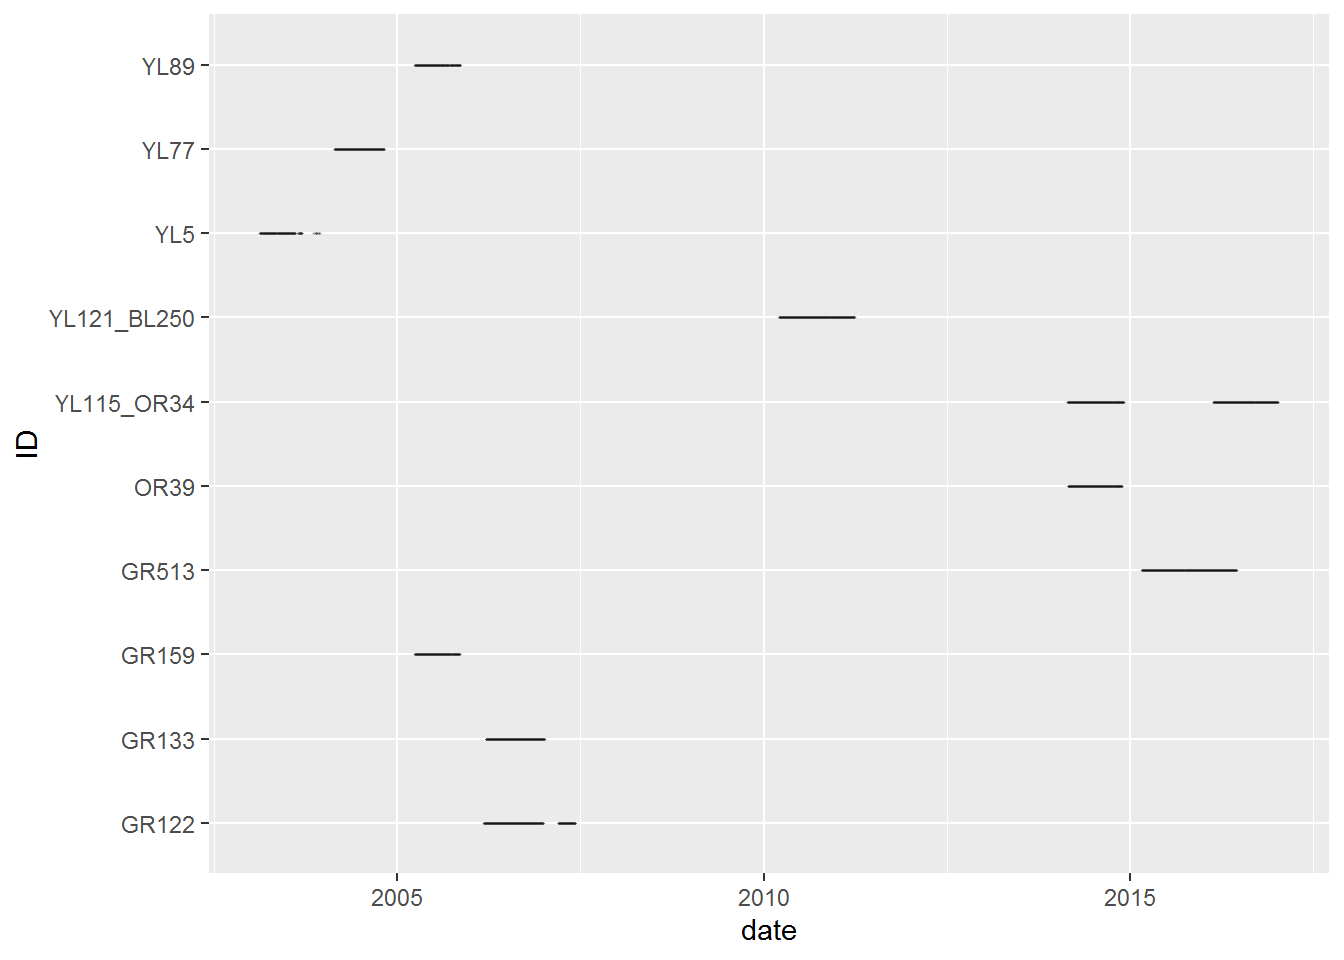 YL89
YL77
YL5
YL121_BL250
YL115_OR34
OR39
GR513
GR159
GR133
GR122
ID
2005 2010 2015
date